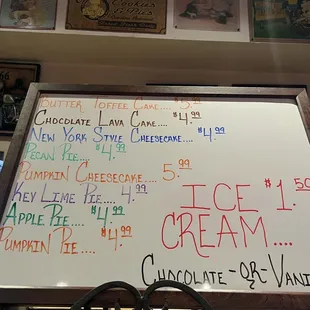 BUTTER TOFFEE CAKE.... $5.99
CHOCOLATE LAVA CAKE.... $4.99
NEW YORK STYLE CHEESECAKE.... $4.99
PECAN PIE.... $4.99
PUMPKIN CHEESECAKE.... 5.99
KEY LIME PIE.... 4.99
APPLE PIE.... $4.99
PUMPKIN PIE.... $4.99
ICE $1.50
CREAM....
CHOCOLATE -OR- VANI